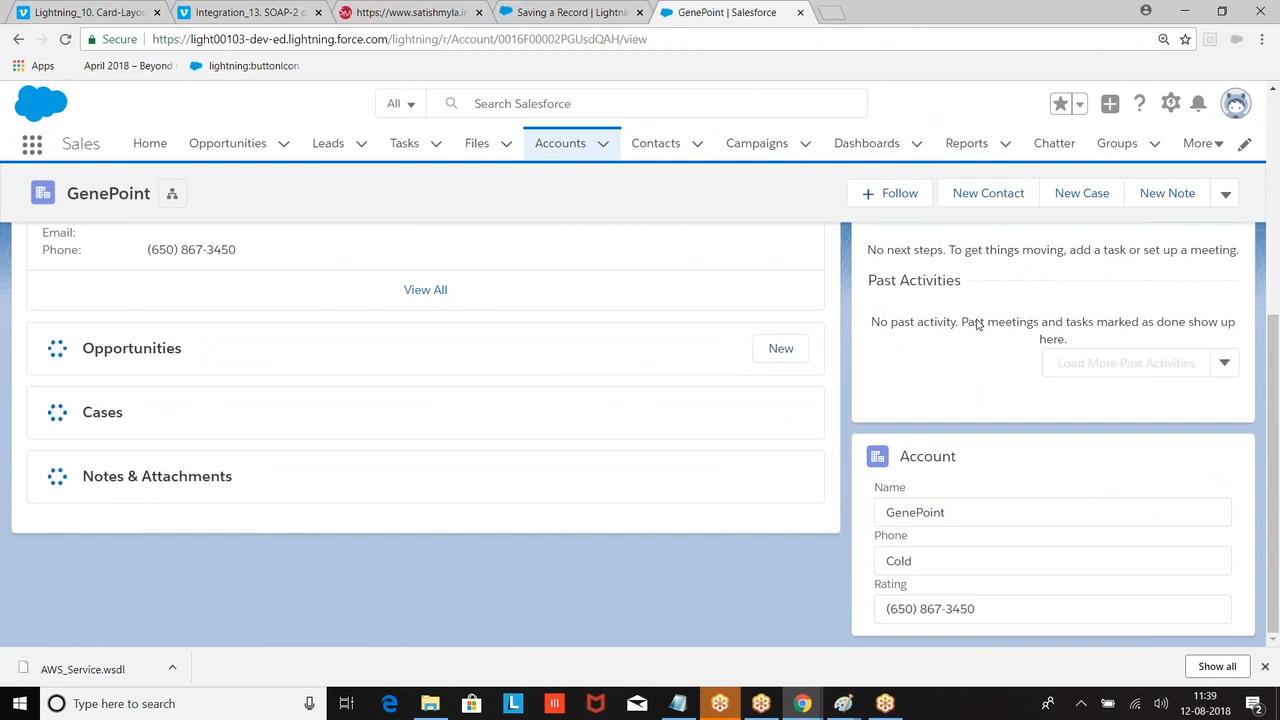 Lightning_10. Card-Layou
Integration_13. SOAP-2 c
https://www.satishmyla.in
Saving a Record | Lightni
GenePoint | Salesforce
Secure
https://light00103-dev-ed.lightning.force.com/lightning/r/Account/0016F00002PGUsdQAH/view
Apps
April 2018 – Beyond
lightning:buttonIcon
All
Search Salesforce
Sales
Home
Opportunities
Leads
Tasks
Files
Accounts
Contacts
Campaigns
Dashboards
Reports
Chatter
Groups
More
GenePoint
+ Follow
New Contact
New Case
New Note
Email:
Phone:
(650) 867-3450
View All
Opportunities
New
Cases
Notes & Attachments
No next steps. To get things moving, add a task or set up a meeting.
Past Activities
No past activity. Past meetings and tasks marked as done show up
here.
Load More Past Activities
Account
Name
GenePoint
Phone
Cold
Rating
(650) 867-3450
AWS_Service.wsdl
Show all
Type here to search
11:39
12-08-2018
2